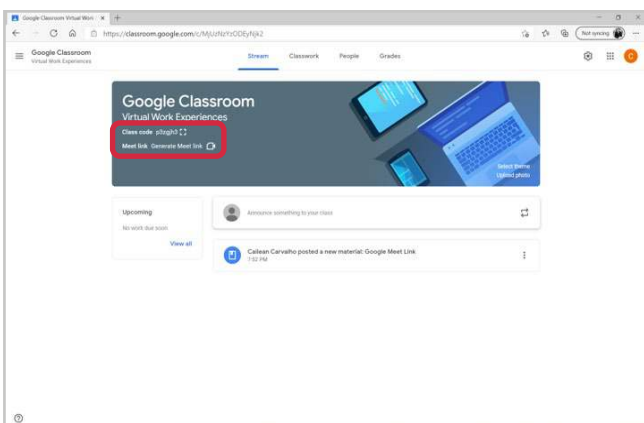 Google Classroom Virtual Wor
Not syncing
https://classroom.google.com/c/
Google Classroom
Virtual Work Experiences
Stream
Classwork
People
Grades
C
Google Classroom
Virtual Work Experiences
Class code
Meet link Generate Meet link
Select theme
Upload photo
Upcoming
No work due soon
View all
Announce something to your class
Cailean Carvalho posted a new material: Google Meet Link
7:32 PM